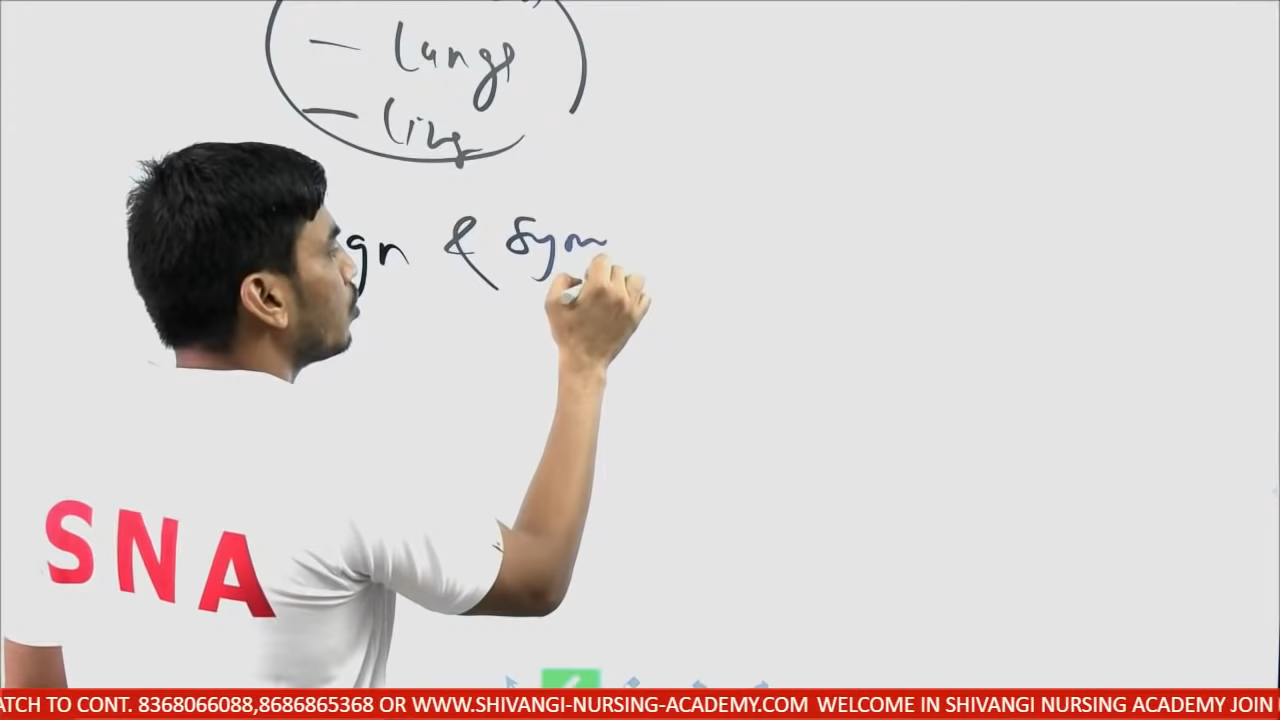 - Lungs
- Liver
gn & Sym
SNA
ATCH TO CONT. 8368066088,8686865368 OR WWW.SHIVANGI-NURSING-ACADEMY.COM WELCOME IN SHIVANGI NURSING ACADEMY JOIN